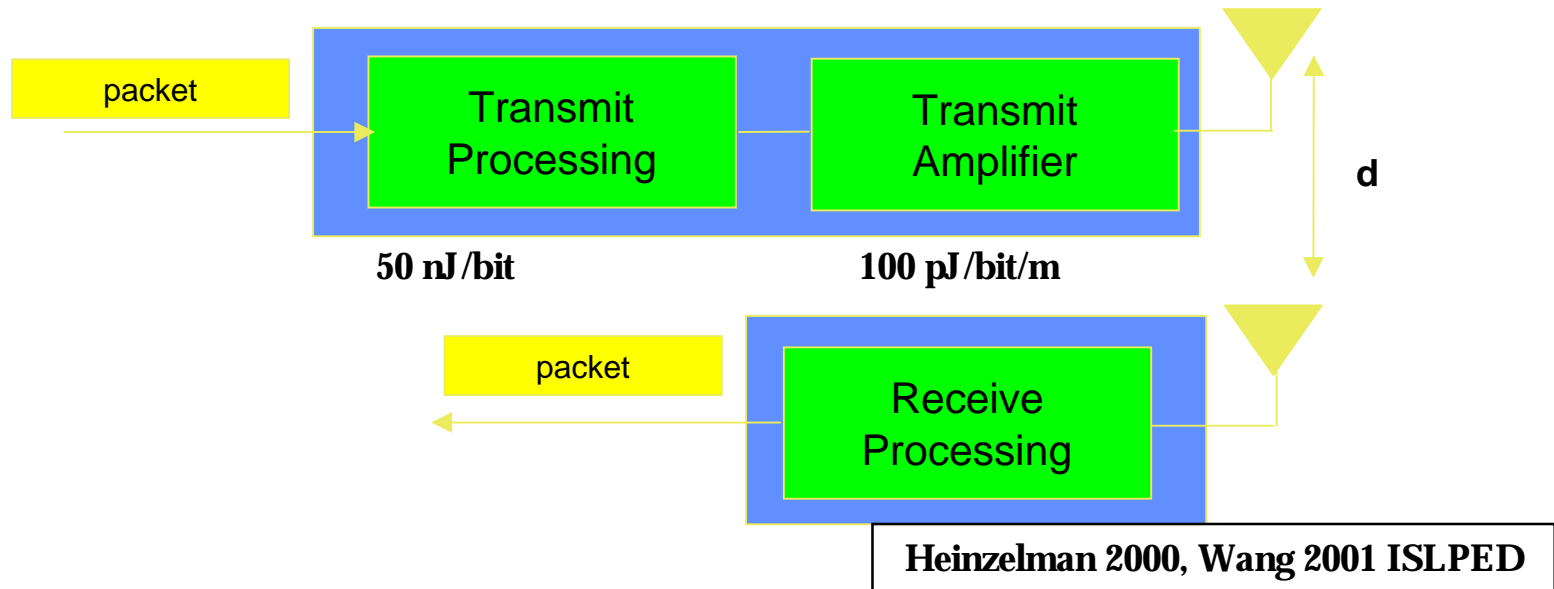 packet
Transmit
Processing
Transmit
Amplifier
d
50 nJ/bit
100 pJ/bit/m
packet
Receive
Processing
Heinzelman 2000, Wang 2001 ISLPED